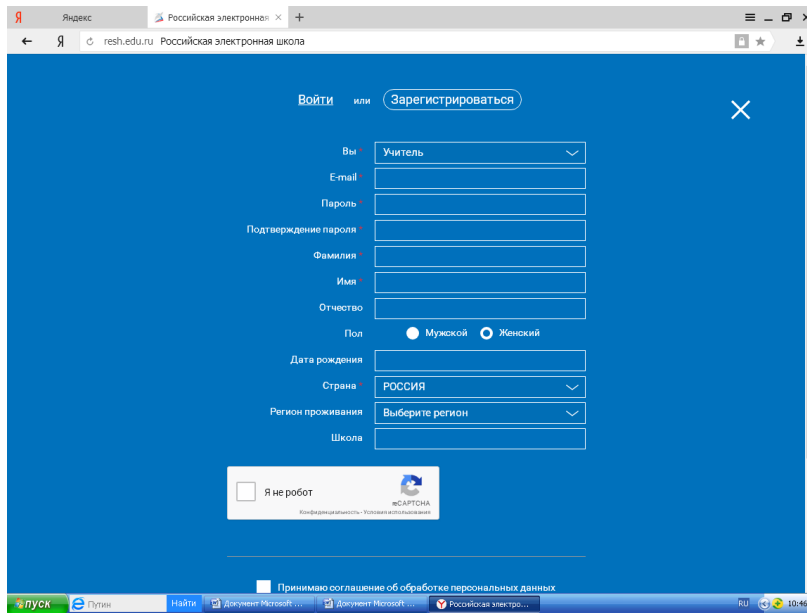 Я Яндекс Российская электронная × +
Я resh.edu.ru Российская электронная школа
Войти или Зарегистрироваться
Вы * Учитель
E-mail *
Пароль *
Подтверждение пароля *
Фамилия *
Имя *
Отчество
Пол Мужской Женский
Дата рождения
Страна * РОССИЯ
Регион проживания Выберите регион
Школа
Я не робот
reCAPTCHA
Конфиденциальность - Условия использования
Принимаю соглашение об обработке персональных данных
пуск Путин Найти Документ Microsoft ... Документ Microsoft ... Российская электро... RU 10:46